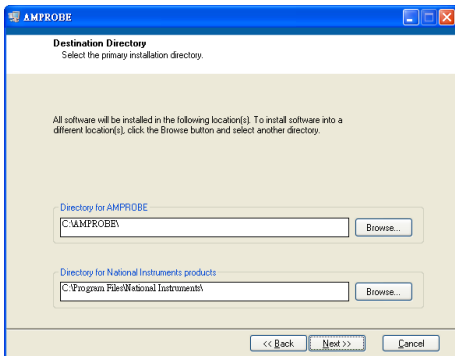 AMPROBE
Destination Directory
Select the primary installation directory.
All software will be installed in the following location(s). To install software into a
different location(s), click the Browse button and select another directory.
Directory for AMPROBE
C:\AMPROBE\
Browse...
Directory for National Instruments products
C:\Program Files\National Instruments\
Browse...
<< Back
Next >>
Cancel